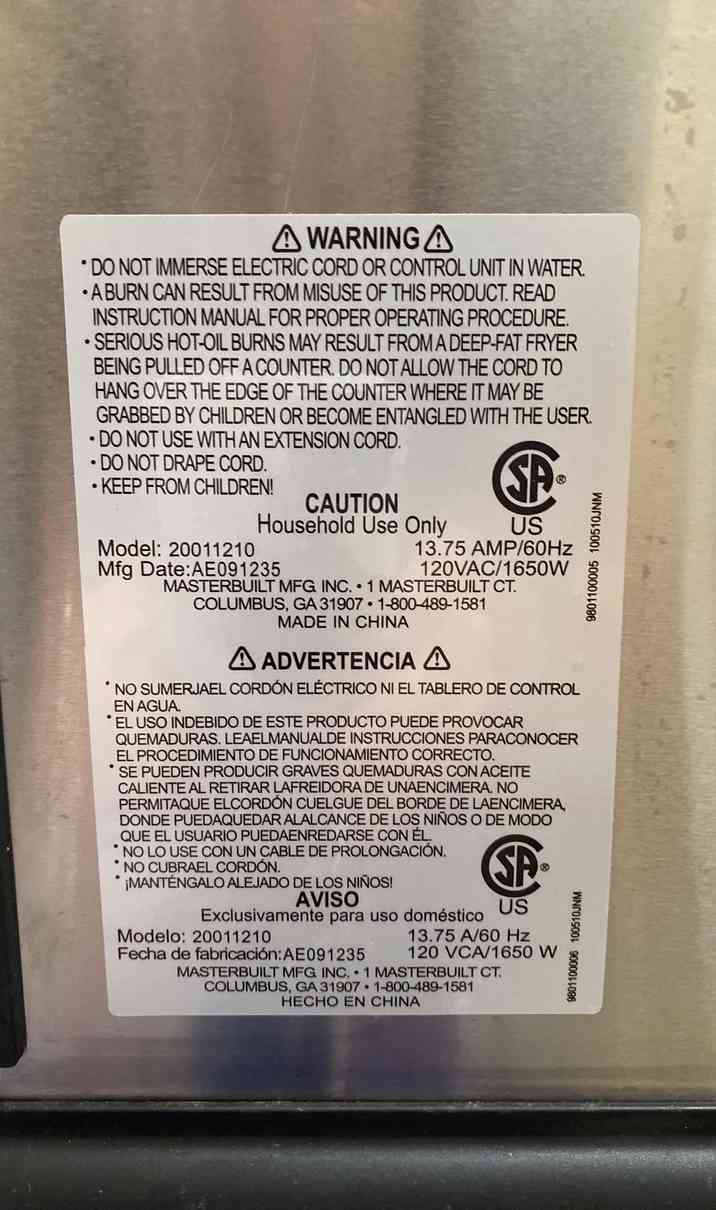 ⚠ WARNING ⚠
• DO NOT IMMERSE ELECTRIC CORD OR CONTROL UNIT IN WATER.
• A BURN CAN RESULT FROM MISUSE OF THIS PRODUCT. READ
INSTRUCTION MANUAL FOR PROPER OPERATING PROCEDURE.
• SERIOUS HOT-OIL BURNS MAY RESULT FROM A DEEP-FAT FRYER
BEING PULLED OFF A COUNTER. DO NOT ALLOW THE CORD TO
HANG OVER THE EDGE OF THE COUNTER WHERE IT MAY BE
GRABBED BY CHILDREN OR BECOME ENTANGLED WITH THE USER.
• DO NOT USE WITH AN EXTENSION CORD.
• DO NOT DRAPE CORD.
• KEEP FROM CHILDREN!
SA®
US
CAUTION
Household Use Only
Model: 20011210 13.75 AMP/60Hz
Mfg Date:AE091235 120VAC/1650W
MASTERBUILT MFG. INC. • 1 MASTERBUILT CT.
COLUMBUS, GA 31907 • 1-800-489-1581
MADE IN CHINA
9801100005 100510JNM
⚠ ADVERTENCIA ⚠
• NO SUMERJAEL CORDÓN ELÉCTRICO NI EL TABLERO DE CONTROL
EN AGUA.
• EL USO INDEBIDO DE ESTE PRODUCTO PUEDE PROVOCAR
QUEMADURAS. LEAELMANUALDE INSTRUCCIONES PARACONOCER
EL PROCEDIMIENTO DE FUNCIONAMIENTO CORRECTO.
• SE PUEDEN PRODUCIR GRAVES QUEMADURAS CON ACEITE
CALIENTE AL RETIRAR LAFREIDORA DE UNAENCIMERA. NO
PERMITAQUE ELCORDÓN CUELGUE DEL BORDE DE LAENCIMERA,
DONDE PUEDAQUEDAR ALALCANCE DE LOS NIÑOS O DE MODO
QUE EL USUARIO PUEDAENREDARSE CON ÉL.
• NO LO USE CON UN CABLE DE PROLONGACIÓN.
• NO CUBRAEL CORDÓN.
• ¡MANTÉNGALO ALEJADO DE LOS NIÑOS!
SA®
US
AVISO
Exclusivamente para uso doméstico
Modelo: 20011210 13.75 A/60 Hz
Fecha de fabricación:AE091235 120 VCA/1650 W
MASTERBUILT MFG. INC. • 1 MASTERBUILT CT.
COLUMBUS, GA 31907 • 1-800-489-1581
HECHO EN CHINA
9801100006 100510JNM